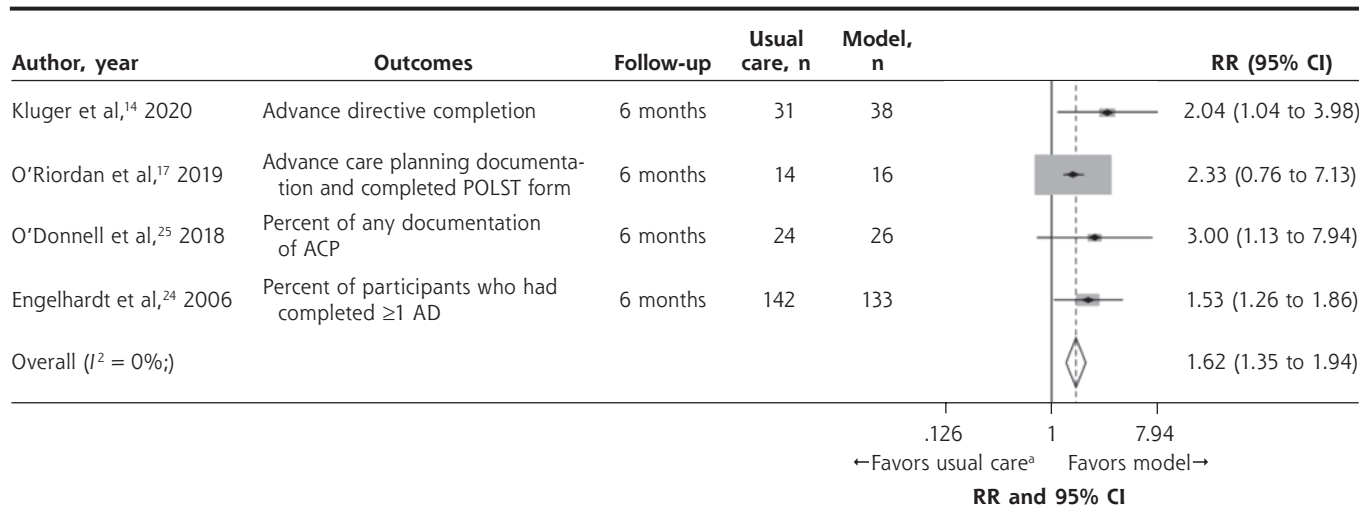 Author, year Outcomes Follow-up Usual care, n Model, n RR (95% CI)
Kluger et al,14 2020 Advance directive completion 6 months 31 38 2.04 (1.04 to 3.98)
O'Riordan et al,17 2019 Advance care planning documenta-
tion and completed POLST form 6 months 14 16 2.33 (0.76 to 7.13)
O'Donnell et al,25 2018 Percent of any documentation
of ACP 6 months 24 26 3.00 (1.13 to 7.94)
Engelhardt et al,24 2006 Percent of participants who had
completed ≥1 AD 6 months 142 133 1.53 (1.26 to 1.86)
Overall (I2 = 0%;) 1.62 (1.35 to 1.94)
.126 1 7.94
←Favors usual carea Favors model→
RR and 95% CI